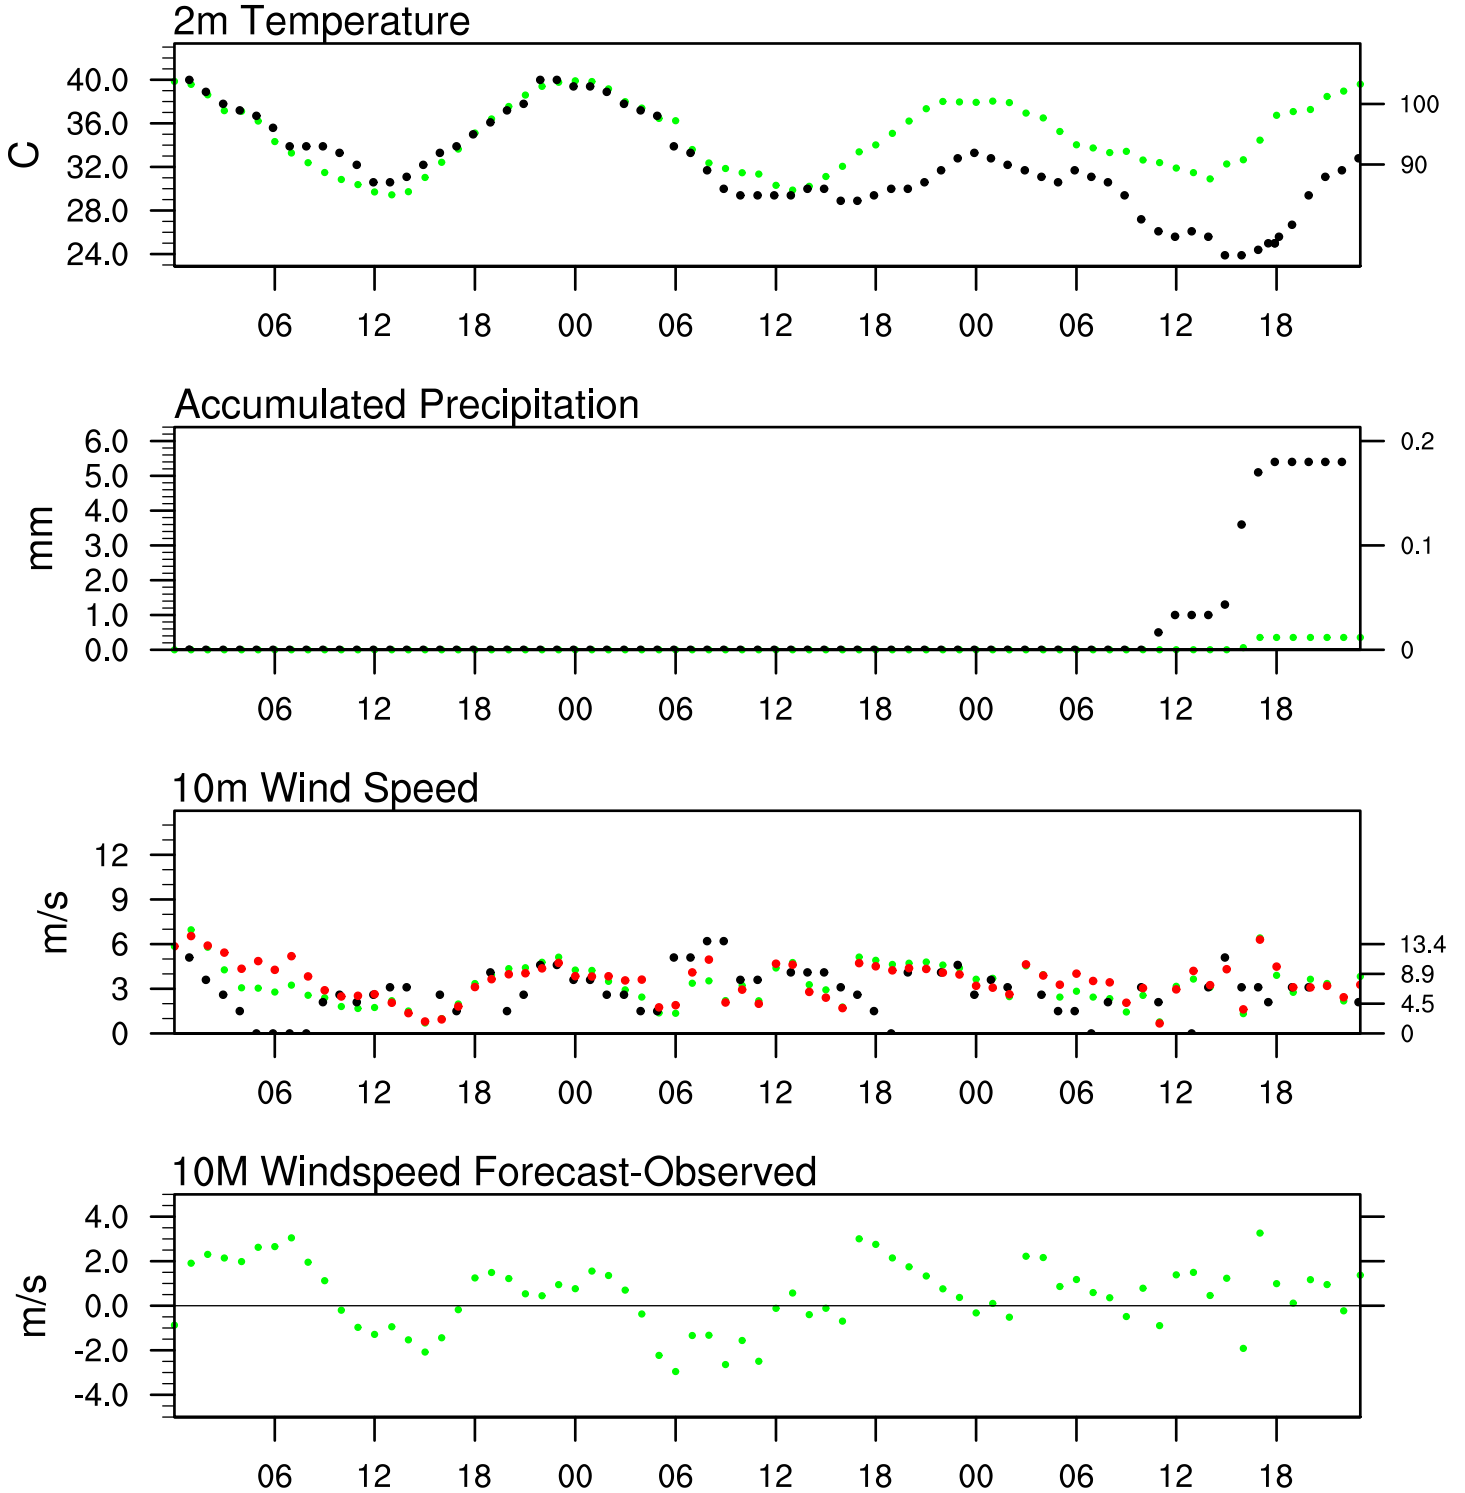 2m Temperature
40.0
36.0
32.0
28.0
24.0
C
100
90
06 12 18 00 06 12 18 00 06 12 18
Accumulated Precipitation
6.0
5.0
4.0
3.0
2.0
1.0
0.0
mm
0.2
0.1
0
06 12 18 00 06 12 18 00 06 12 18
10m Wind Speed
12
9
6
3
0
m/s
13.4
8.9
4.5
0
06 12 18 00 06 12 18 00 06 12 18
10M Windspeed Forecast-Observed
4.0
2.0
0.0
-2.0
-4.0
m/s
06 12 18 00 06 12 18 00 06 12 18